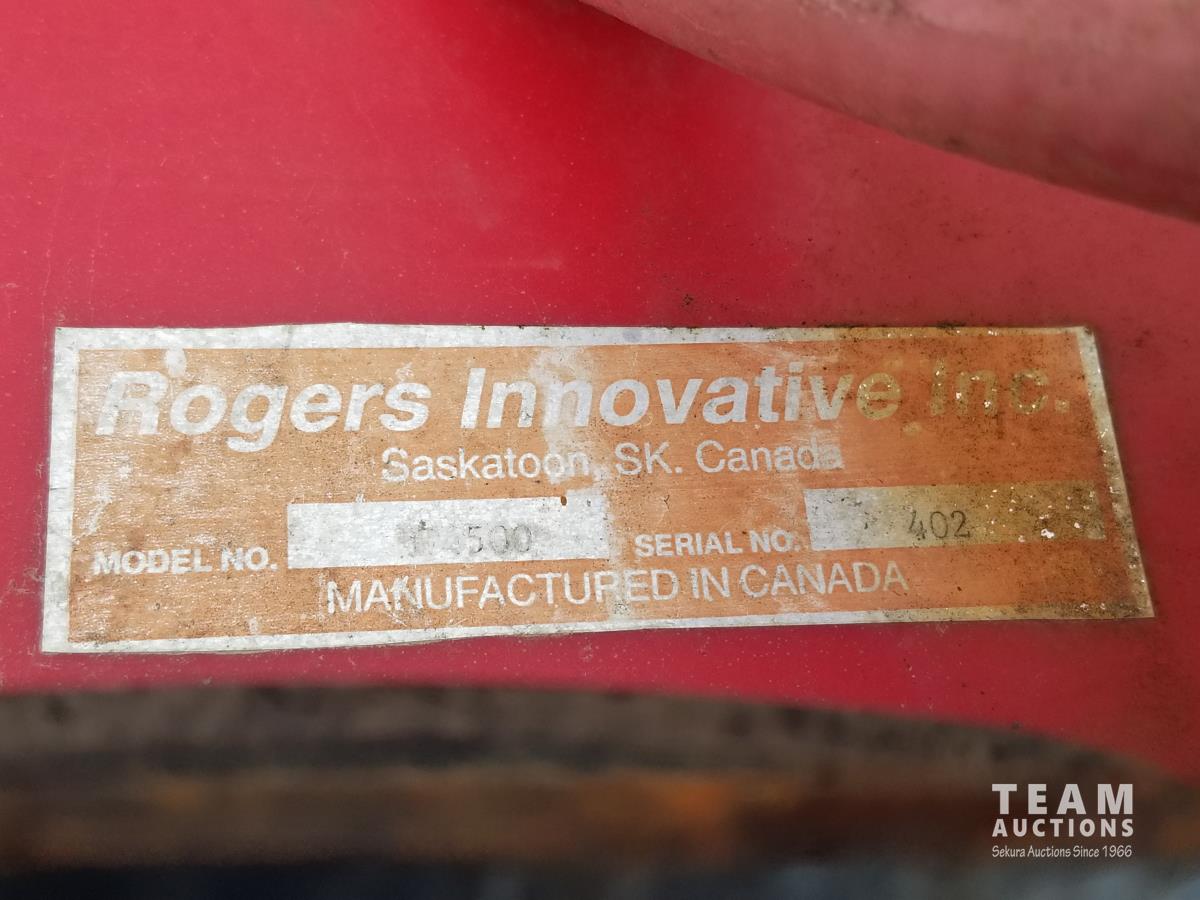 Rogers Innovative Inc.
Saskatoon, SK. Canada
MODEL NO.
SERIAL NO. 402
MANUFACTURED IN CANADA
TEAM
AUCTIONS
Sekura Auctions Since 1966